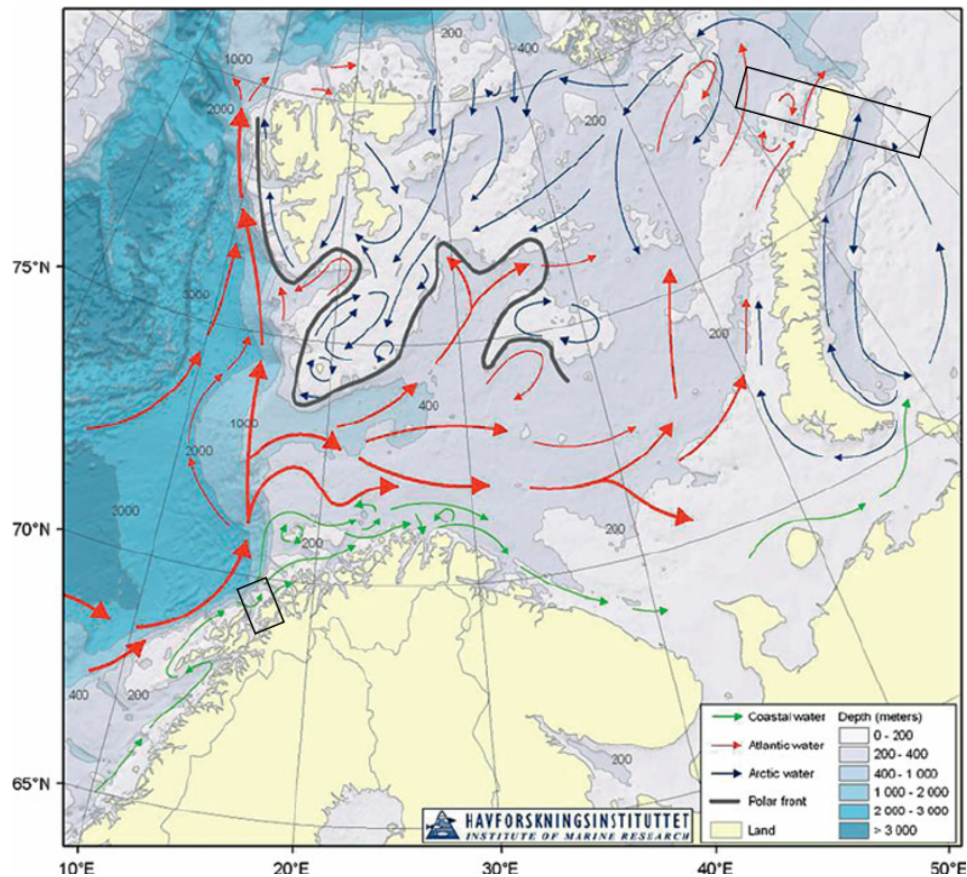 200
400
1000
2000
200
200
75°N
3000
200
400
1000
2000
3000
200
200
70°N
200
400
200
200
65°N
Coastal water
Atlantic water
Arctic water
Polar front
Land
Depth (meters)
0 - 200
200 - 400
400 - 1 000
1 000 - 2 000
2 000 - 3 000
> 3 000
HAVFORSKNINGSINSTITUTTET
INSTITUTE OF MARINE RESEARCH
10°E
20°E
30°E
40°E
50°E